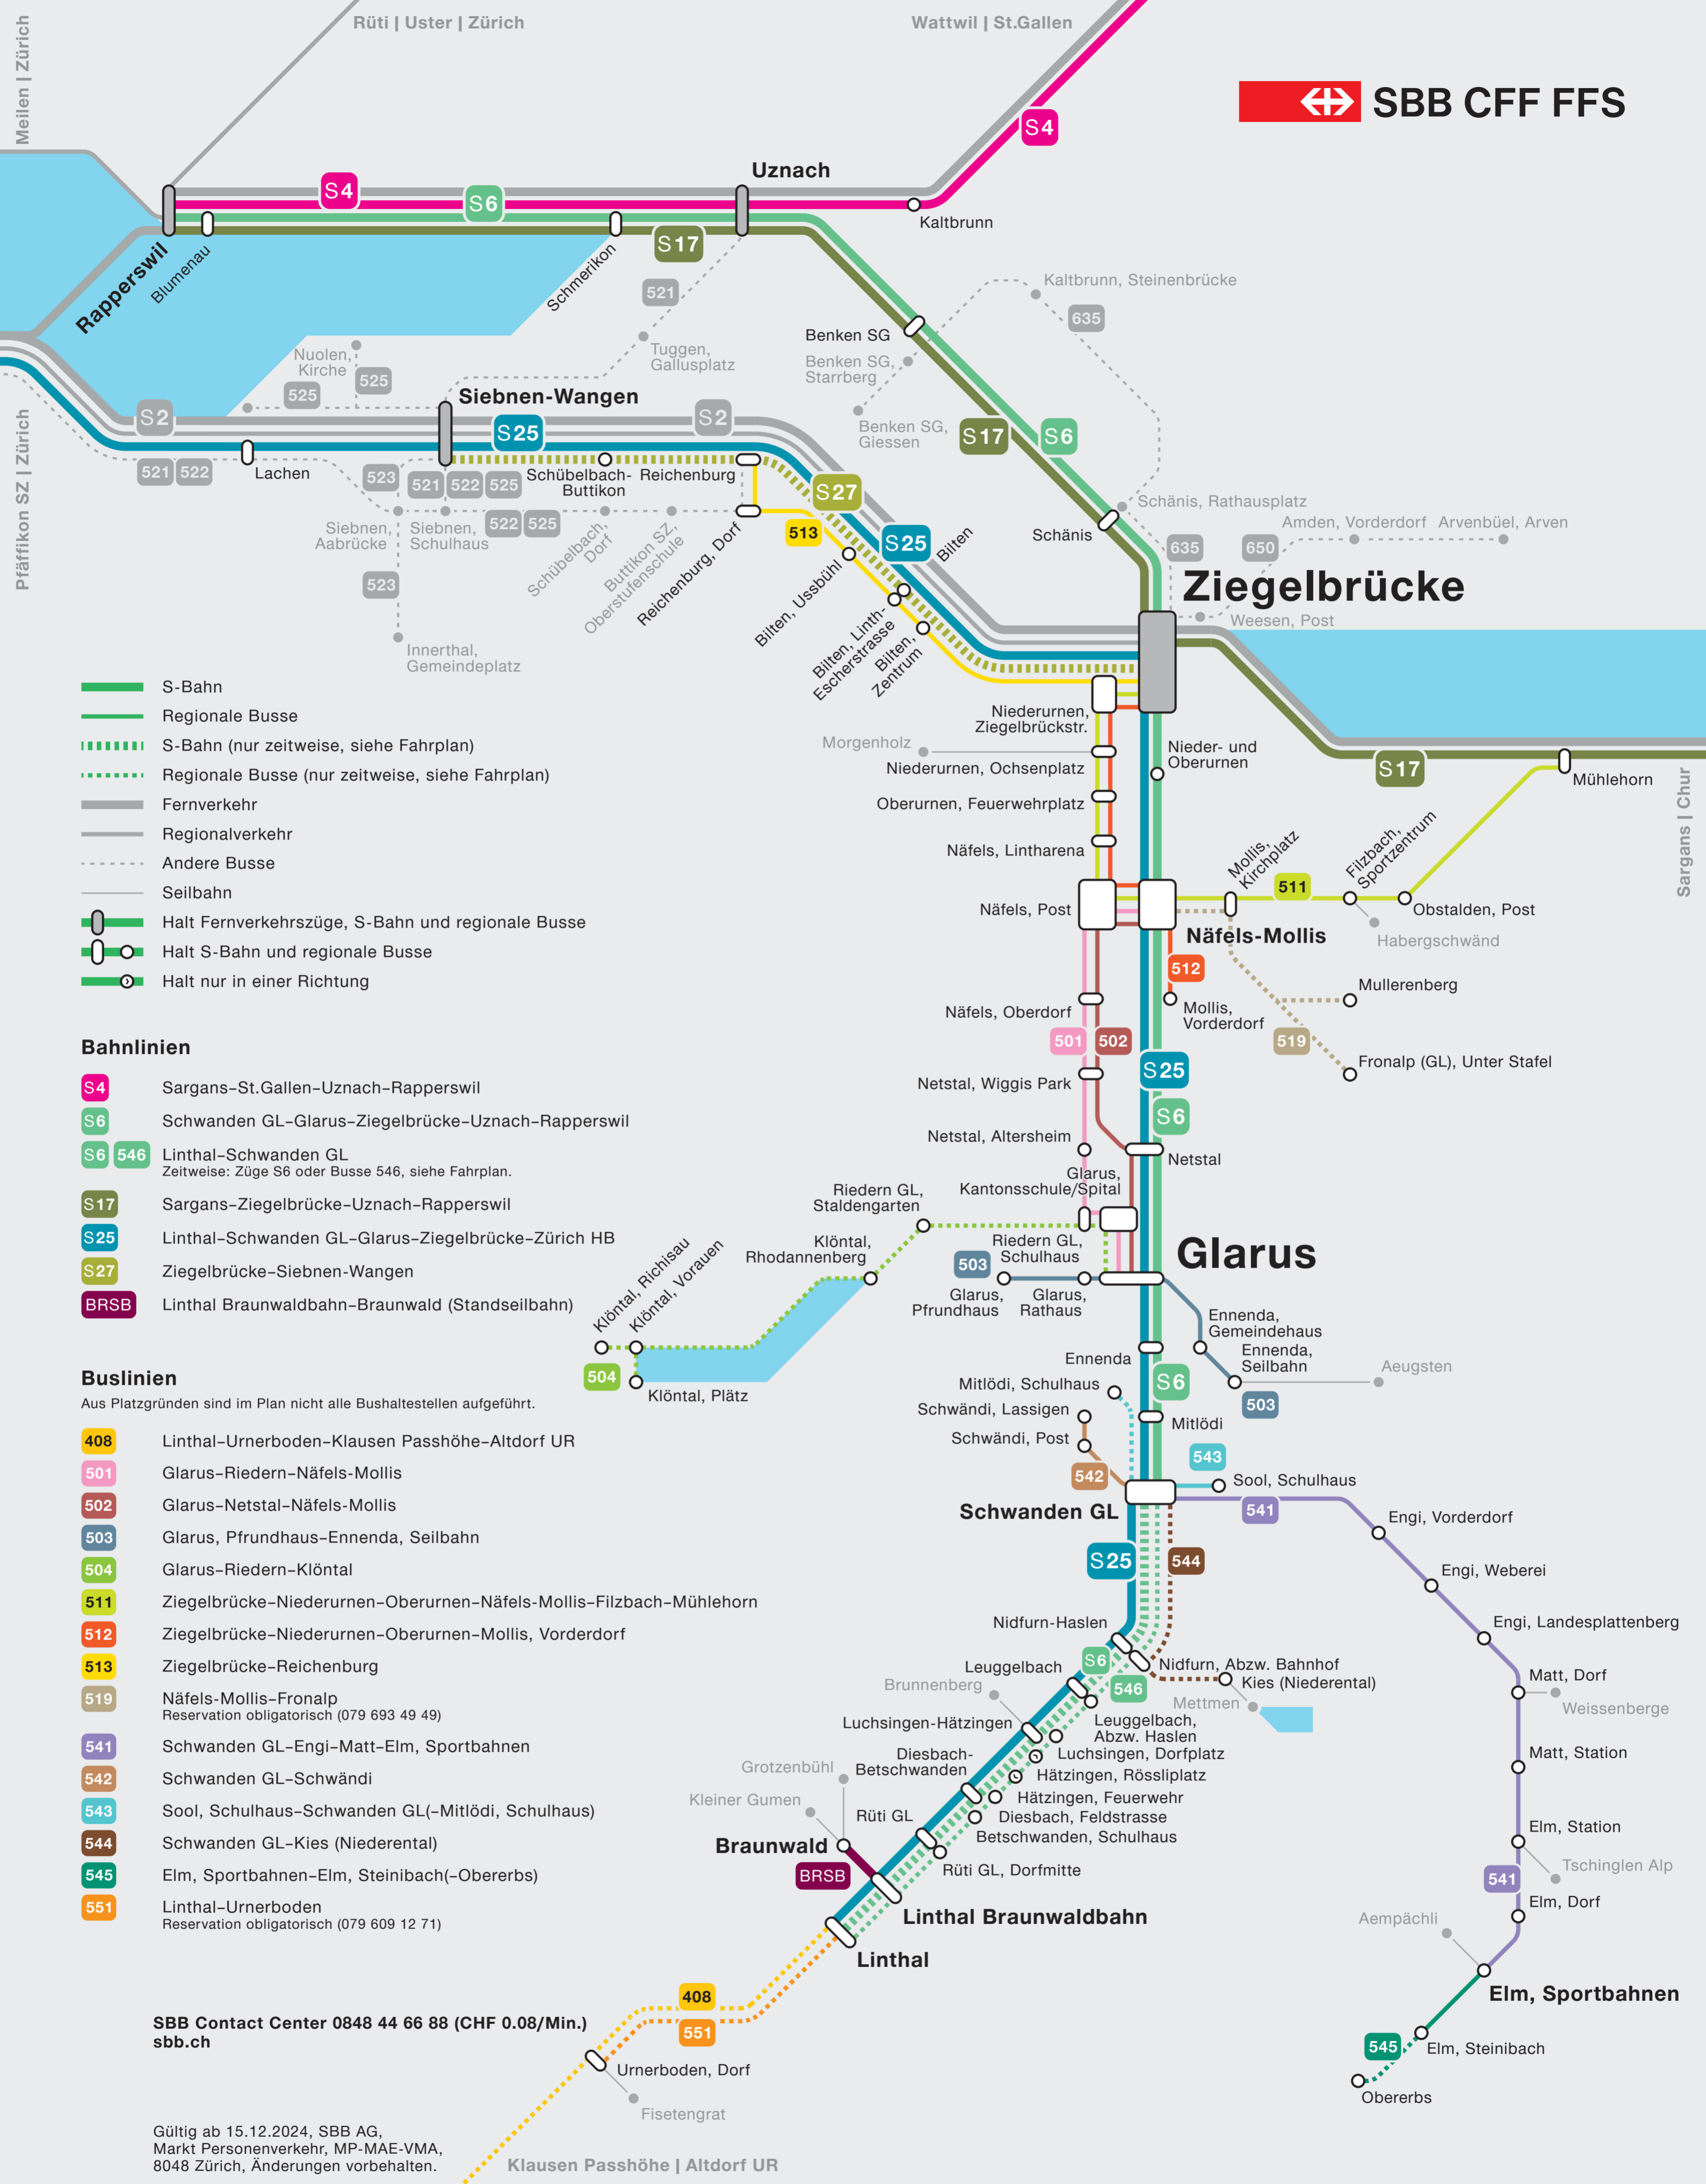 Meilen | Zürich
Rüti | Uster | Zürich
Wattwil | St.Gallen
SBB CFF FFS
S4
S4
S6
S17
Uznach
Kaltbrunn
Rapperswil
Blumenau
Schmerikon
521
Tuggen,
Gallusplatz
Kaltbrunn, Steinenbrücke
635
Benken SG
Benken SG,
Starrberg
Benken SG,
Giessen
S17
S6
Nuolen,
Kirche
525
525
Siebnen-Wangen
S2
S25
S2
Pfäffikon SZ | Zürich
521
522
Lachen
523
521
522
525
Schübelbach-
Buttikon
Reichenburg
S27
Siebnen,
Aabrücke
Siebnen,
Schulhaus
522
525
Schübelbach,
Dorf
Buttikon SZ,
Oberstufenschule
Reichenburg, Dorf
513
S25
Bilten
523
Innerthal,
Gemeindeplatz
Bilten, Ussbühl
Bilten, Linth-
Escherstrasse
Bilten,
Zentrum
Schänis, Rathausplatz
Schänis
635
650
Amden, Vorderdorf
Arvenbüel, Arven
Ziegelbrücke
Weesen, Post
S-Bahn
Regionale Busse
S-Bahn (nur zeitweise, siehe Fahrplan)
Regionale Busse (nur zeitweise, siehe Fahrplan)
Fernverkehr
Regionalverkehr
Andere Busse
Seilbahn
Halt Fernverkehrszüge, S-Bahn und regionale Busse
Halt S-Bahn und regionale Busse
Halt nur in einer Richtung
Niederurnen,
Ziegelbrückstr.
Morgenholz
Niederurnen, Ochsenplatz
Nieder- und
Oberurnen
Oberurnen, Feuerwehrplatz
Näfels, Lintharena
Näfels, Post
Näfels-Mollis
S17
Mühlehorn
Sargans | Chur
Mollis,
Kirchplatz
511
Filzbach,
Sportzentrum
Obstalden, Post
Habergschwänd
512
Mollis,
Vorderdorf
Mullerenberg
519
Fronalp (GL), Unter Stafel
Näfels, Oberdorf
501
502
Netstal, Wiggis Park
S25
S6
Netstal, Altersheim
Netstal
Glarus,
Kantonsschule/Spital
Riedern GL,
Staldengarten
Riedern GL,
Schulhaus
Glarus
Klöntal,
Rhodannenberg
503
Glarus,
Pfrundhaus
Glarus,
Rathaus
Klöntal, Richisau
Klöntal, Vorauen
504
Klöntal, Plätz
Ennenda,
Gemeindehaus
Ennenda,
Seilbahn
Aeugsten
503
Ennenda
S6
Mitlödi, Schulhaus
Mitlödi
Schwändi, Lassigen
Schwändi, Post
542
543
Sool, Schulhaus
541
Schwanden GL
Engi, Vorderdorf
Engi, Weberei
Engi, Landesplattenberg
Matt, Dorf
Weissenberge
Matt, Station
Elm, Station
Tschinglen Alp
541
Elm, Dorf
Aempächli
Elm, Sportbahnen
545
Elm, Steinibach
Obererbs
S25
544
Nidfurn-Haslen
S6
546
Nidfurn, Abzw. Bahnhof
Kies (Niederental)
Mettmen
Leuggelbach
Brunnenberg
Leuggelbach,
Abzw. Haslen
Luchsingen-Hätzingen
Luchsingen, Dorfplatz
Hätzingen, Rössliplatz
Diesbach-
Betschwanden
Hätzingen, Feuerwehr
Diesbach, Feldstrasse
Betschwanden, Schulhaus
Grotzenbühl
Kleiner Gumen
Rüti GL
Rüti GL, Dorfmitte
Braunwald
BRSB
Linthal Braunwaldbahn
Linthal
408
551
Urnerboden, Dorf
Fisetengrat
Klausen Passhöhe | Altdorf UR
Bahnlinien
S4 Sargans–St.Gallen–Uznach–Rapperswil
S6 Schwanden GL–Glarus–Ziegelbrücke–Uznach–Rapperswil
S6 546 Linthal–Schwanden GL
Zeitweise: Züge S6 oder Busse 546, siehe Fahrplan.
S17 Sargans–Ziegelbrücke–Uznach–Rapperswil
S25 Linthal–Schwanden GL–Glarus–Ziegelbrücke–Zürich HB
S27 Ziegelbrücke–Siebnen-Wangen
BRSB Linthal Braunwaldbahn–Braunwald (Standseilbahn)
Buslinien
Aus Platzgründen sind im Plan nicht alle Bushaltestellen aufgeführt.
408 Linthal–Urnerboden–Klausen Passhöhe–Altdorf UR
501 Glarus–Riedern–Näfels-Mollis
502 Glarus–Netstal–Näfels-Mollis
503 Glarus, Pfrundhaus–Ennenda, Seilbahn
504 Glarus–Riedern–Klöntal
511 Ziegelbrücke–Niederurnen–Oberurnen–Näfels-Mollis–Filzbach–Mühlehorn
512 Ziegelbrücke–Niederurnen–Oberurnen–Mollis, Vorderdorf
513 Ziegelbrücke–Reichenburg
519 Näfels-Mollis–Fronalp
Reservation obligatorisch (079 693 49 49)
541 Schwanden GL–Engi–Matt–Elm, Sportbahnen
542 Schwanden GL–Schwändi
543 Sool, Schulhaus–Schwanden GL(–Mitlödi, Schulhaus)
544 Schwanden GL–Kies (Niederental)
545 Elm, Sportbahnen–Elm, Steinibach(–Obererbs)
551 Linthal–Urnerboden
Reservation obligatorisch (079 609 12 71)
SBB Contact Center 0848 44 66 88 (CHF 0.08/Min.)
sbb.ch
Gültig ab 15.12.2024, SBB AG,
Markt Personenverkehr, MP-MAE-VMA,
8048 Zürich, Änderungen vorbehalten.